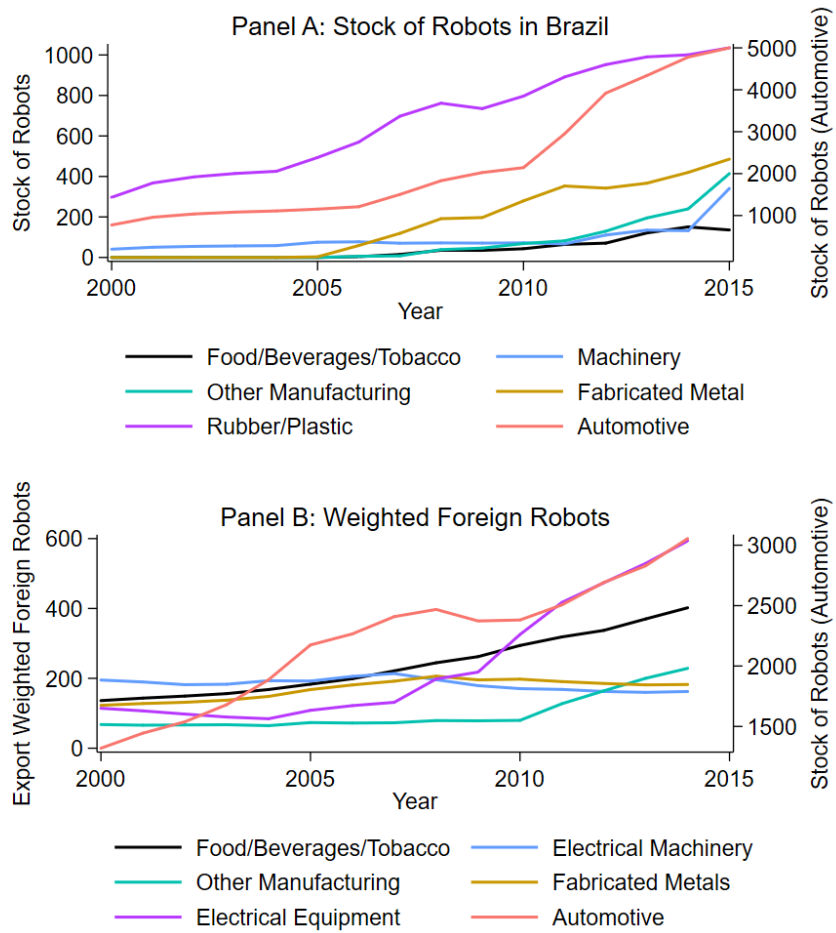 Panel A: Stock of Robots in Brazil
Stock of Robots
1000
800
600
400
200
0
5000
4000
3000
2000
1000
Stock of Robots (Automotive)
2000
2005
2010
2015
Year
Food/Beverages/Tobacco
Machinery
Other Manufacturing
Fabricated Metal
Rubber/Plastic
Automotive
Panel B: Weighted Foreign Robots
Export Weighted Foreign Robots
600
400
200
0
3000
2500
2000
1500
Stock of Robots (Automotive)
2000
2005
2010
2015
Year
Food/Beverages/Tobacco
Electrical Machinery
Other Manufacturing
Fabricated Metals
Electrical Equipment
Automotive